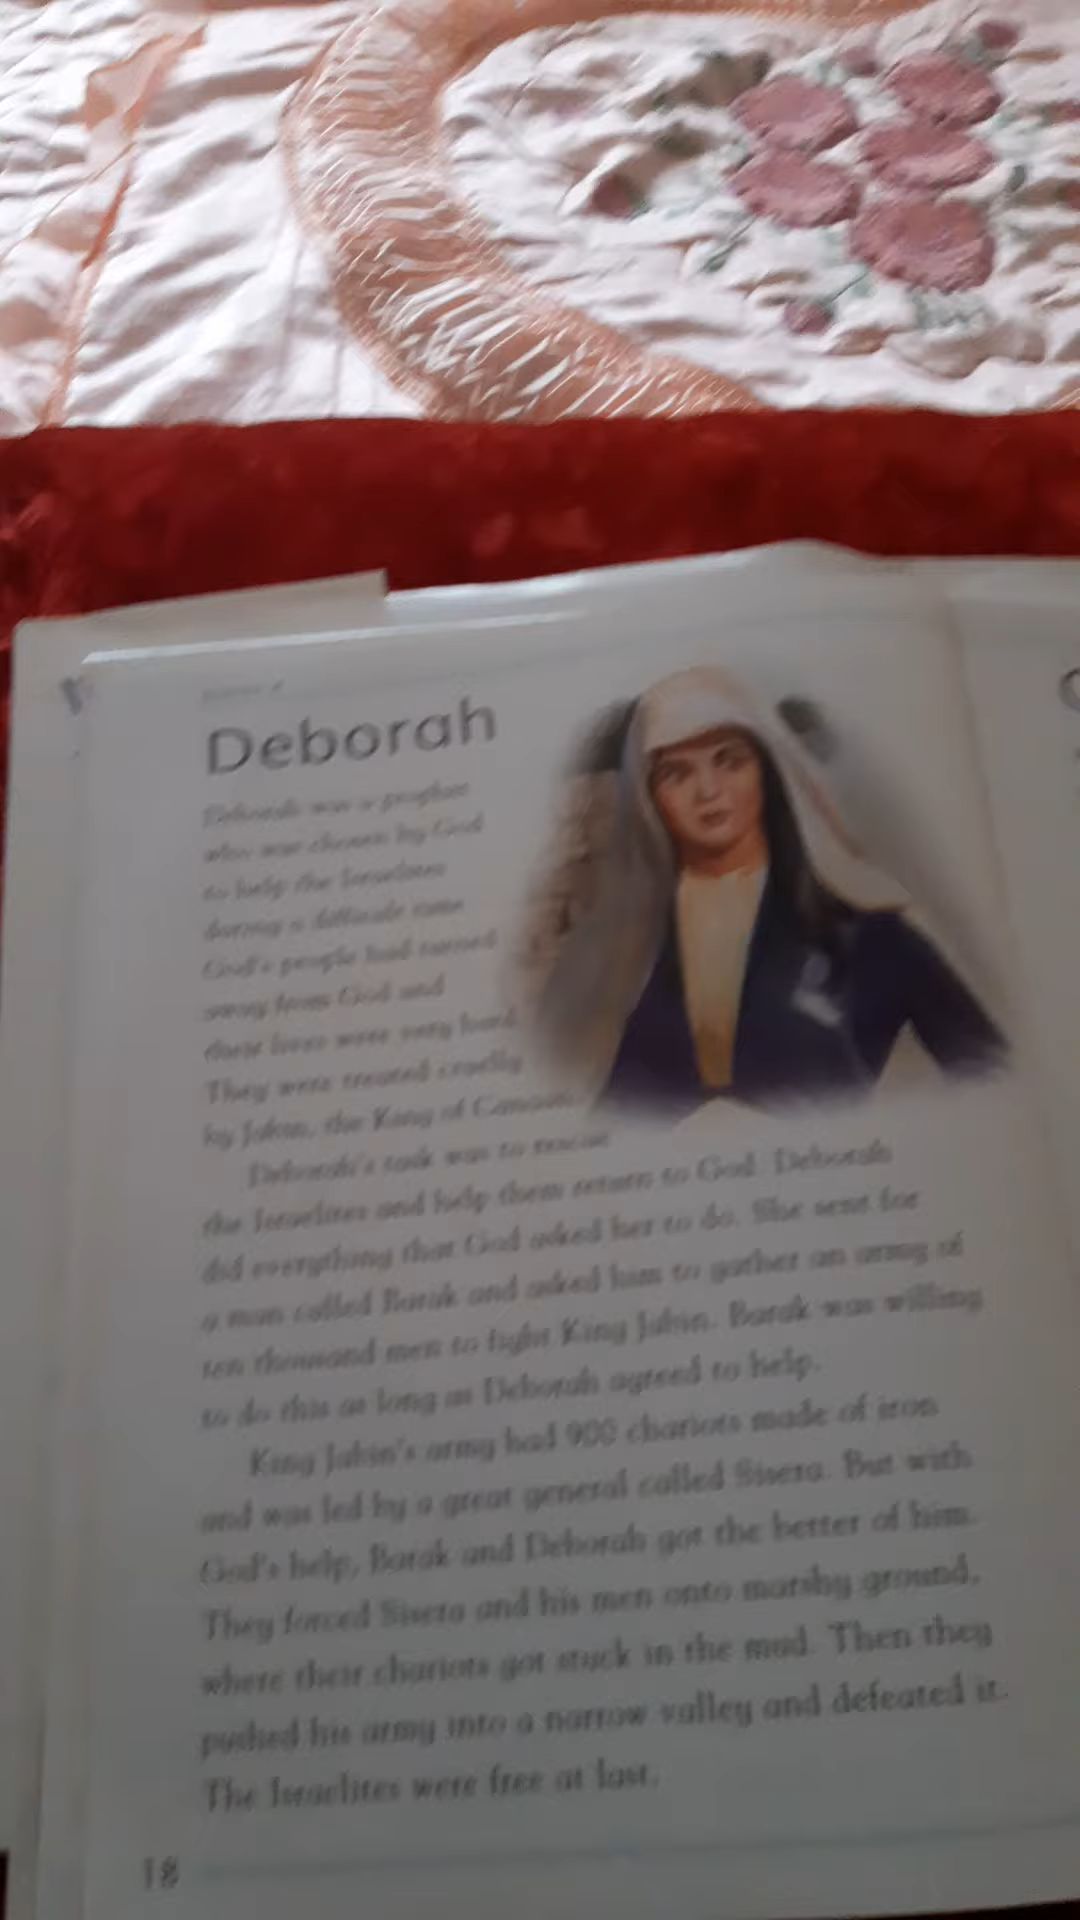 Deborah
Deborah was a prophet
who was chosen by God
to help the Israelites
during a difficult time
God's people had turned
away from God and
their lives were very hard.
They were treated cruelly
by Jabin, the King of Canaan.
Deborah's task was to rescue
the Israelites and help them return to God. Deborah
did everything that God asked her to do. She sent for
a man called Barak and asked him to gather an army of
ten thousand men to fight King Jabin. Barak was willing
to do this as long as Deborah agreed to help.
King Jabin's army had 900 chariots made of iron
and was led by a great general called Sisera. But with
God's help, Barak and Deborah got the better of him.
They forced Sisera and his men onto marshy ground,
where their chariots got stuck in the mud. Then they
pushed his army into a narrow valley and defeated it.
The Israelites were free at last.
18